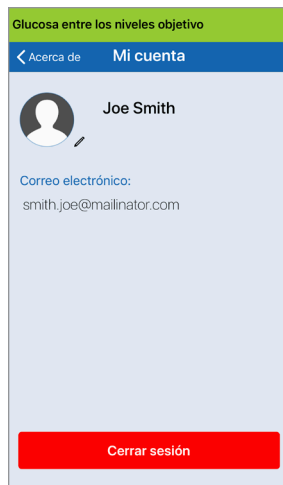 Glucosa entre los niveles objetivo
Acerca de Mi cuenta
Joe Smith
Correo electrónico:
smith.joe@mailinator.com
Cerrar sesión